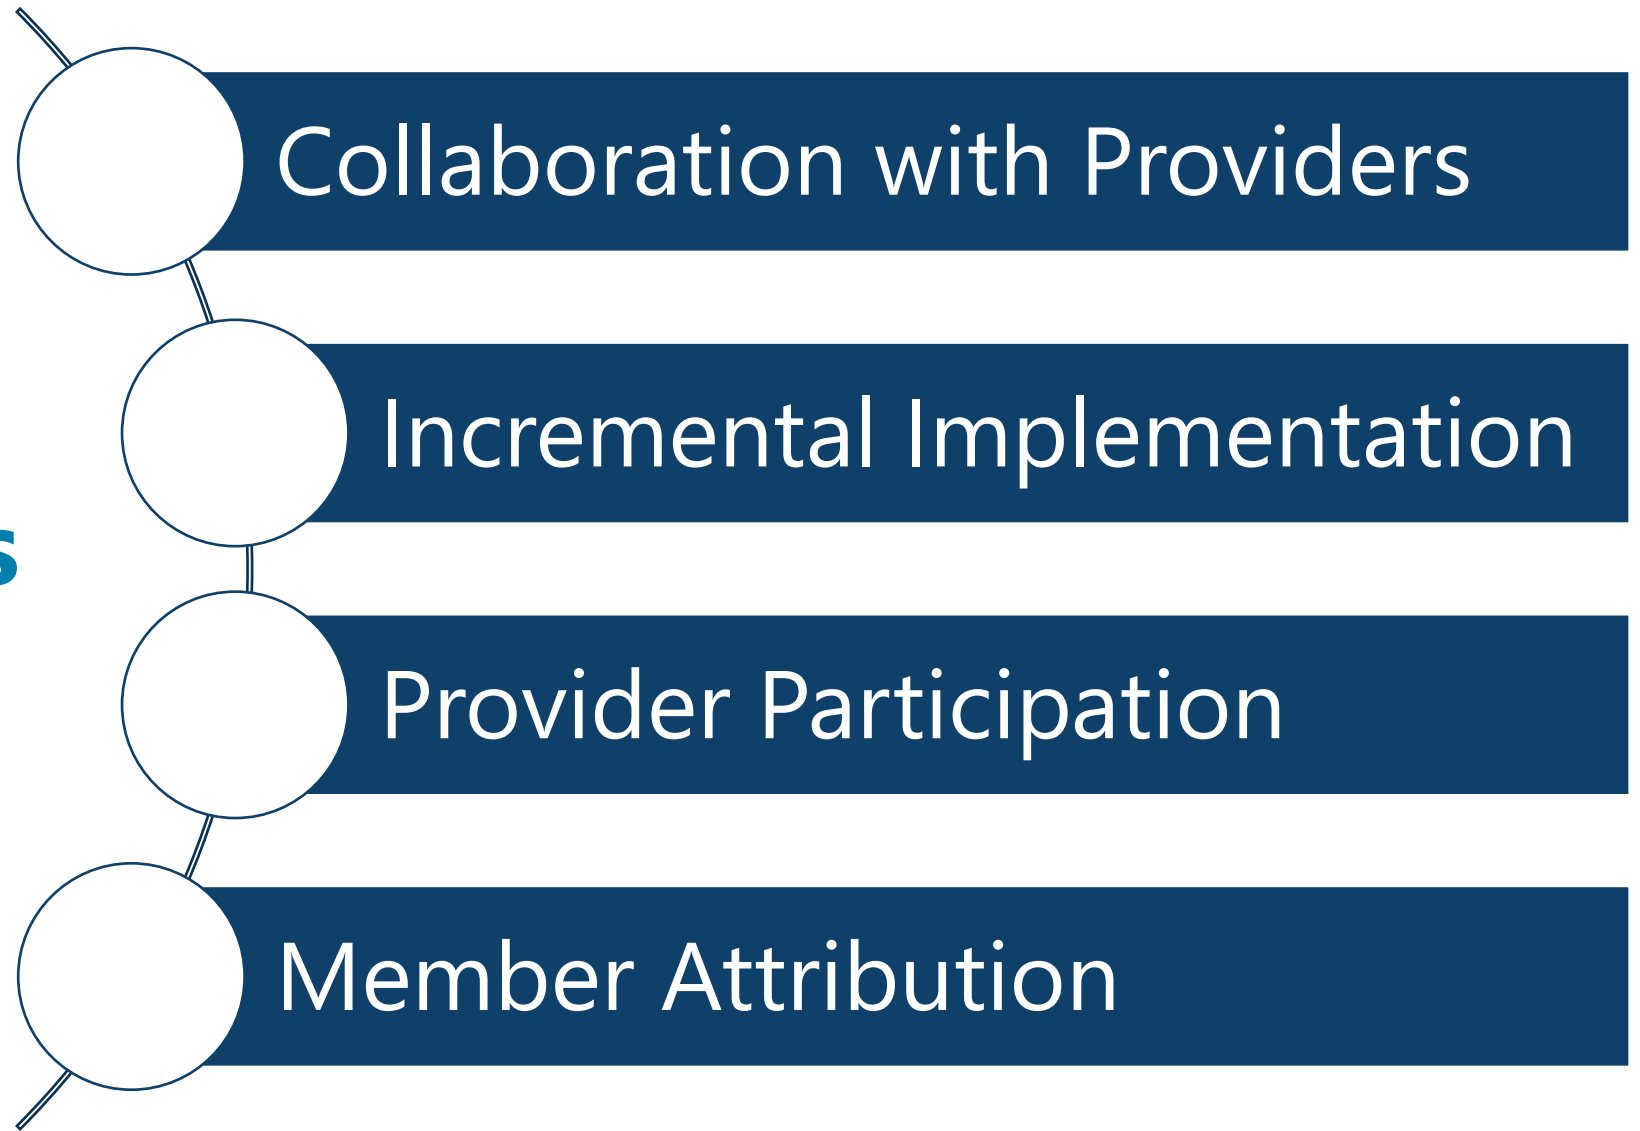 Collaboration with Providers
Incremental Implementation
s
Provider Participation
Member Attribution